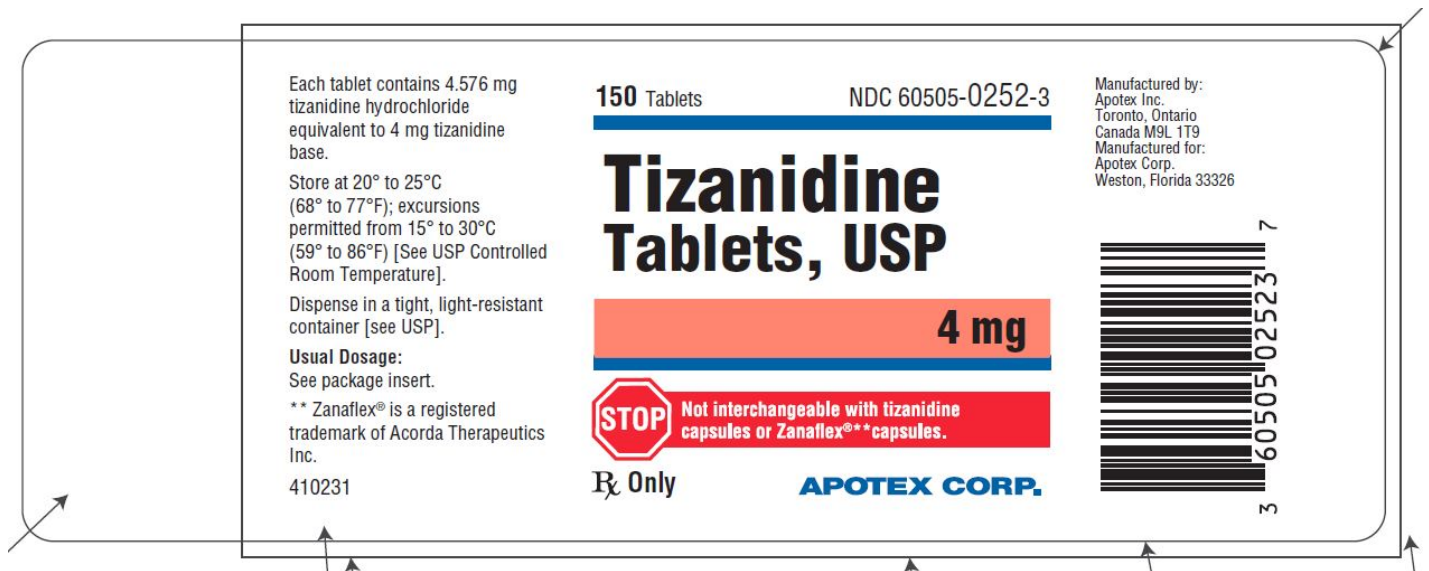 Each tablet contains 4.576 mg
tizanidine hydrochloride
equivalent to 4 mg tizanidine
base.
Store at 20° to 25°C
(68° to 77°F); excursions
permitted from 15° to 30°C
(59° to 86°F) [See USP Controlled
Room Temperature].
Dispense in a tight, light-resistant
container [see USP].
Usual Dosage:
See package insert.
** Zanaflex® is a registered
trademark of Acorda Therapeutics
Inc.
410231
150 Tablets NDC 60505-0252-3
Tizanidine
Tablets, USP
4 mg
STOP
Not interchangeable with tizanidine
capsules or Zanaflex®**capsules.
℞ Only
APOTEX CORP.
Manufactured by:
Apotex Inc.
Toronto, Ontario
Canada M9L 1T9
Manufactured for:
Apotex Corp.
Weston, Florida 33326
3 60505 02523 7